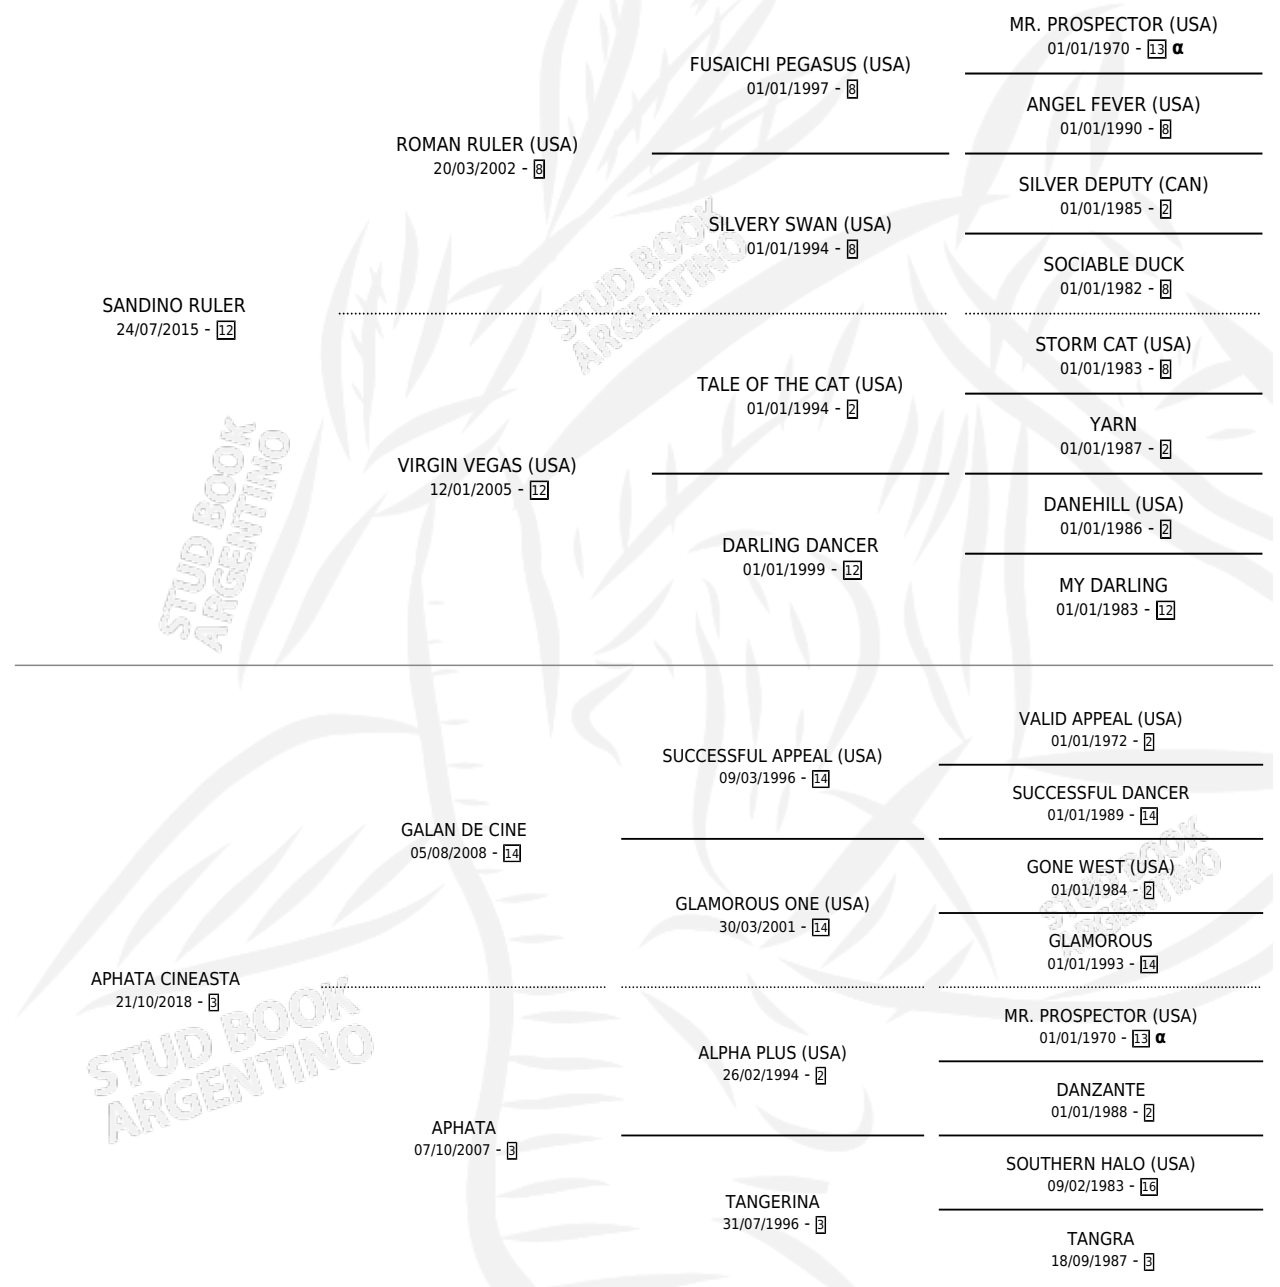 MR. PROSPECTOR (USA)
01/01/1970 - 13 α
FUSAICHI PEGASUS (USA)
01/01/1997 - 8
ANGEL FEVER (USA)
01/01/1990 - 8
ROMAN RULER (USA)
20/03/2002 - 8
SILVER DEPUTY (CAN)
01/01/1985 - 2
SILVERY SWAN (USA)
01/01/1994 - 8
SOCIABLE DUCK
01/01/1982 - 8
SANDINO RULER
24/07/2015 - 12
STORM CAT (USA)
01/01/1983 - 8
TALE OF THE CAT (USA)
01/01/1994 - 2
YARN
01/01/1987 - 2
VIRGIN VEGAS (USA)
12/01/2005 - 12
DANEHILL (USA)
01/01/1986 - 2
DARLING DANCER
01/01/1999 - 12
MY DARLING
01/01/1983 - 12
VALID APPEAL (USA)
01/01/1972 - 2
SUCCESSFUL APPEAL (USA)
09/03/1996 - 14
SUCCESSFUL DANCER
01/01/1989 - 14
GALAN DE CINE
05/08/2008 - 14
GONE WEST (USA)
01/01/1984 - 2
GLAMOROUS ONE (USA)
30/03/2001 - 14
GLAMOROUS
01/01/1993 - 14
APHATA CINEASTA
21/10/2018 - 3
MR. PROSPECTOR (USA)
01/01/1970 - 13 α
ALPHA PLUS (USA)
26/02/1994 - 2
DANZANTE
01/01/1988 - 2
APHATA
07/10/2007 - 3
SOUTHERN HALO (USA)
09/02/1983 - 16
TANGERINA
31/07/1996 - 3
TANGRA
18/09/1987 - 3
STUD BOOK
ARGENTINO
STUD BOOK
ARGENTINO
STUD BOOK
ARGENTINO
STUD BOOK
ARGENTINO